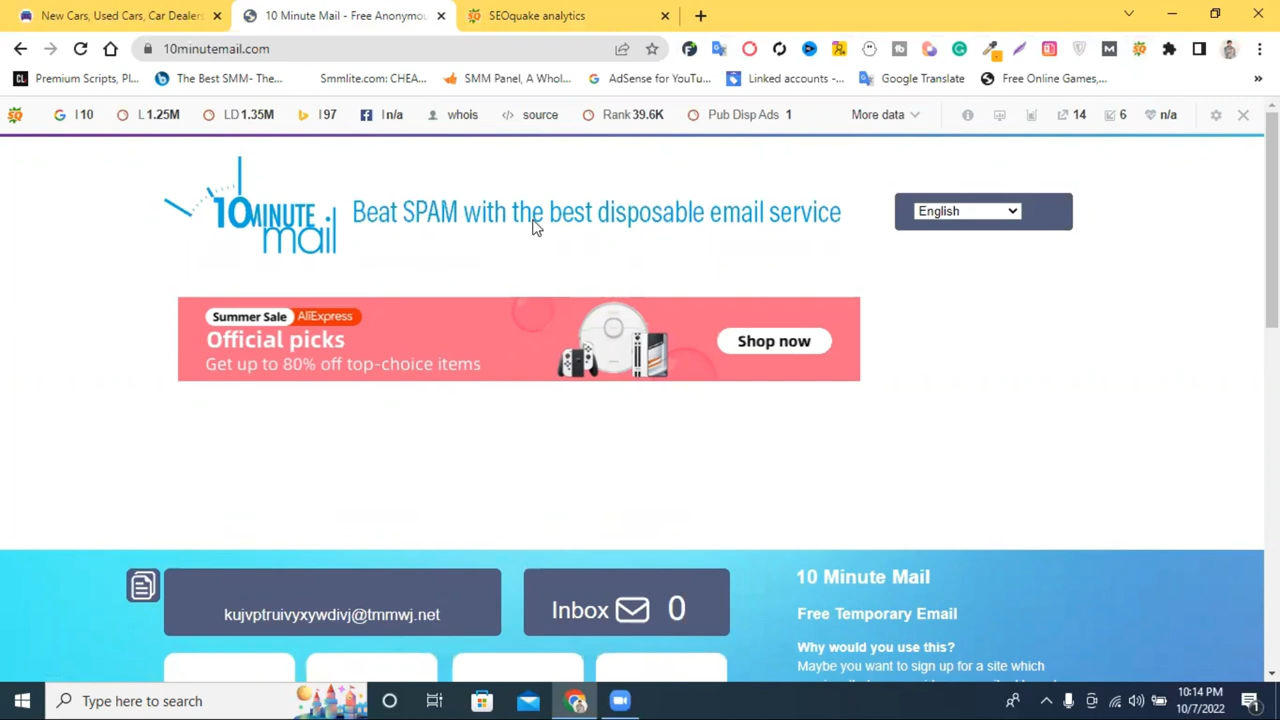 New Cars, Used Cars, Car Dealers
10 Minute Mail - Free Anonymou
SEOquake analytics
10minutemail.com
Premium Scripts, Pl...
The Best SMM- The...
Smmlite.com: CHEA...
SMM Panel, A Whol...
AdSense for YouTu...
Linked accounts -...
Google Translate
Free Online Games,...
I 10
L 1.25M
LD 1.35M
I 97
I n/a
whois
source
Rank 39.6K
Pub Disp Ads 1
More data
14
6
n/a
10MINUTE
mail
Beat SPAM with the best disposable email service
English
Summer Sale AliExpress
Official picks
Get up to 80% off top-choice items
Shop now
kujvptruivyxywdivj@tmmwj.net
Inbox 0
10 Minute Mail
Free Temporary Email
Why would you use this?
Maybe you want to sign up for a site which
Type here to search
10:14 PM
10/7/2022
1